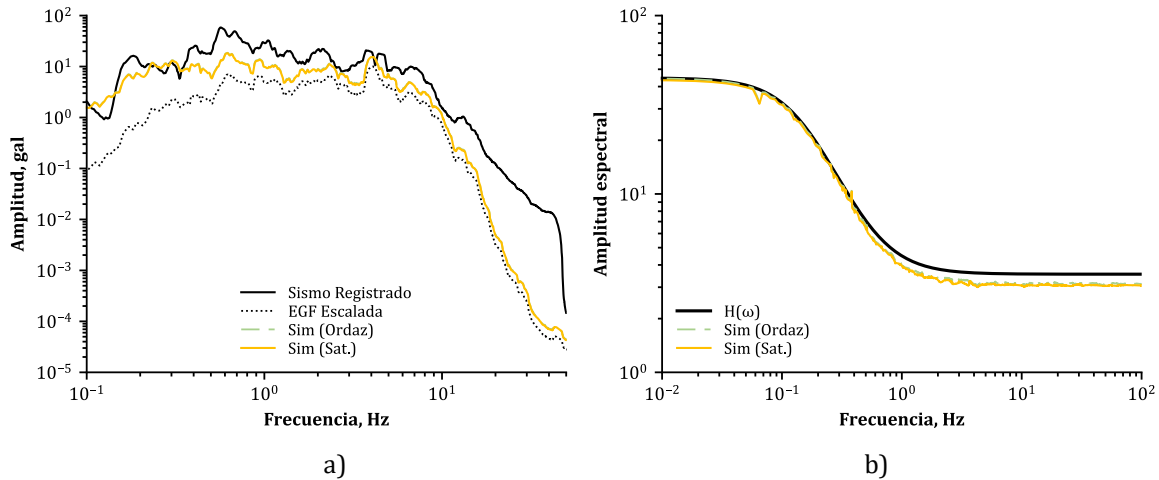 10²
10¹
10⁰
10⁻¹
10⁻²
10⁻³
10⁻⁴
10⁻⁵
Amplitud, gal
Sismo Registrado
EGF Escalada
Sim (Ordaz)
Sim (Sat.)
10⁻¹ 10⁰ 10¹
Frecuencia, Hz
a)
10²
10¹
10⁰
Amplitud espectral
H(ω)
Sim (Ordaz)
Sim (Sat.)
10⁻² 10⁻¹ 10⁰ 10¹ 10²
Frecuencia, Hz
b)